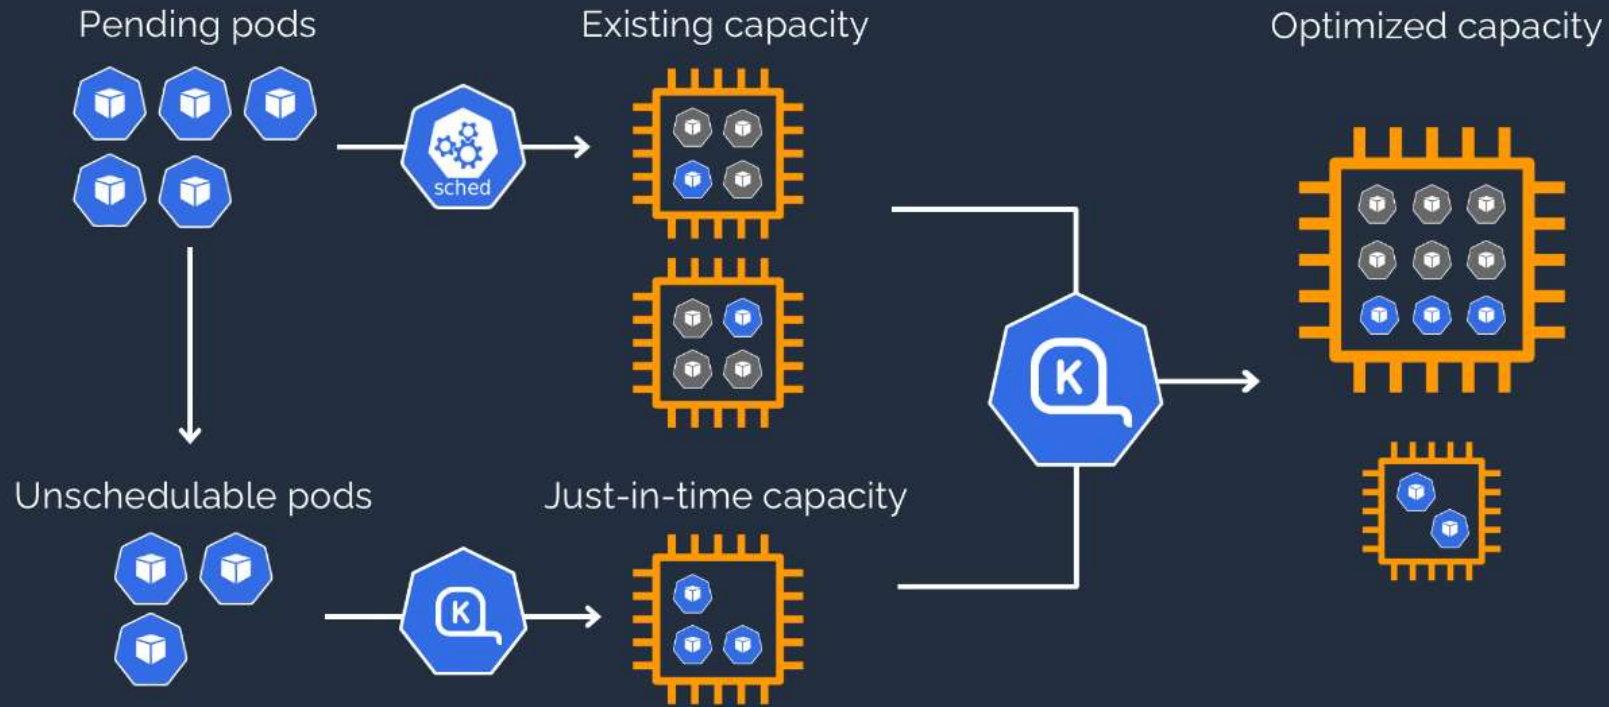 Pending pods
Existing capacity
Optimized capacity
sched
K
Unschedulable pods
Just-in-time capacity
K